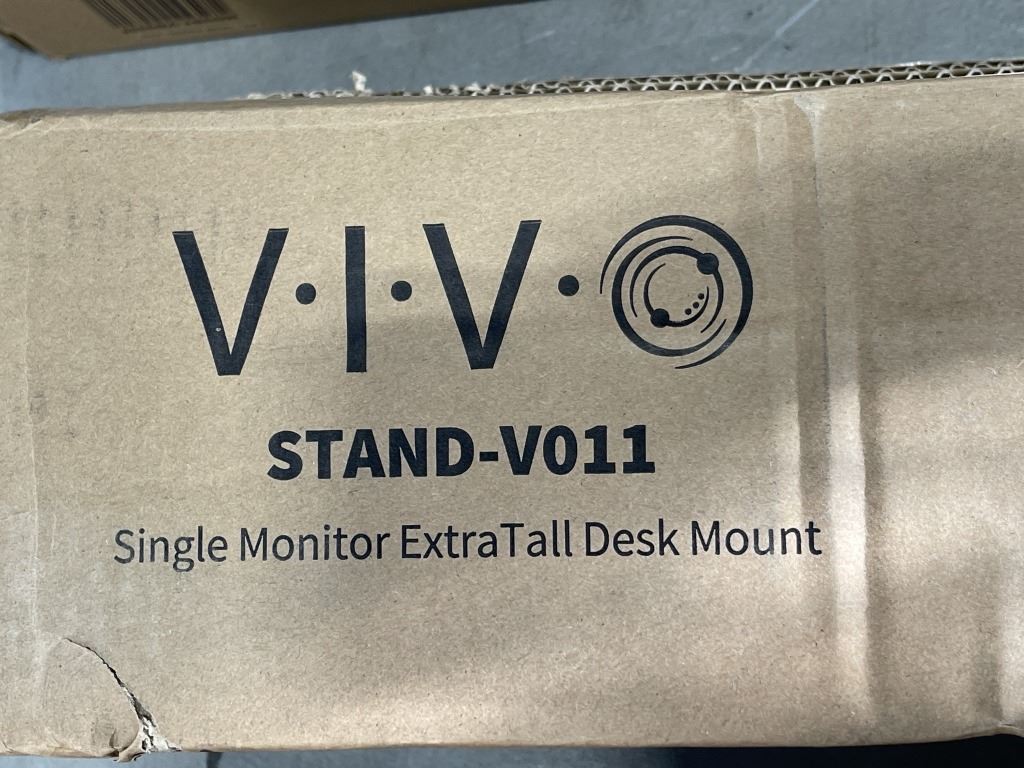 V·I·V·O
STAND-V011
Single Monitor ExtraTall Desk Mount